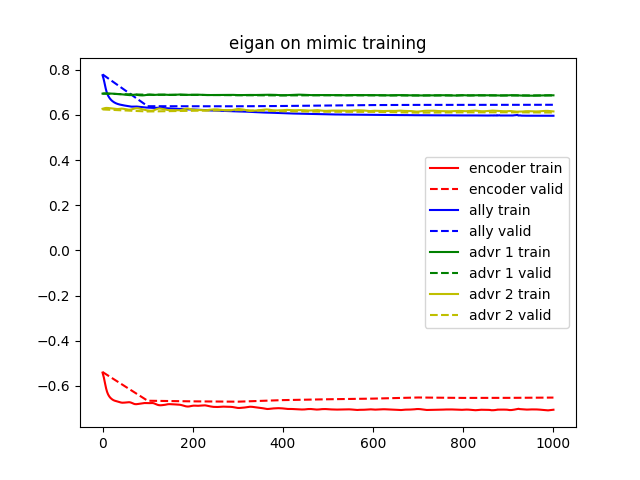 eigan on mimic training
0.8
0.6
0.4
0.2
0.0
−0.2
−0.4
−0.6
encoder train
encoder valid
ally train
ally valid
advr 1 train
advr 1 valid
advr 2 train
advr 2 valid
0 200 400 600 800 1000